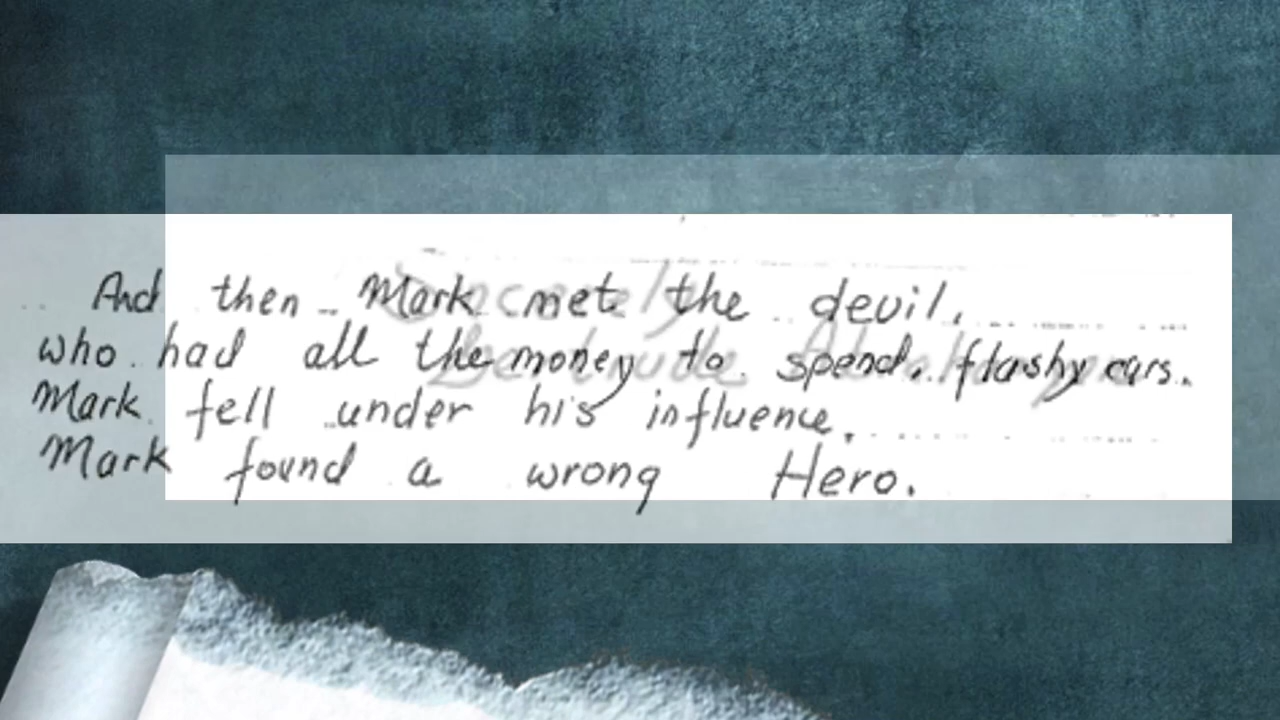 And then Mark met the devil,
who had all the money to spend, flashy cars.
Mark fell under his influence.
Mark found a wrong Hero.
Sincerely